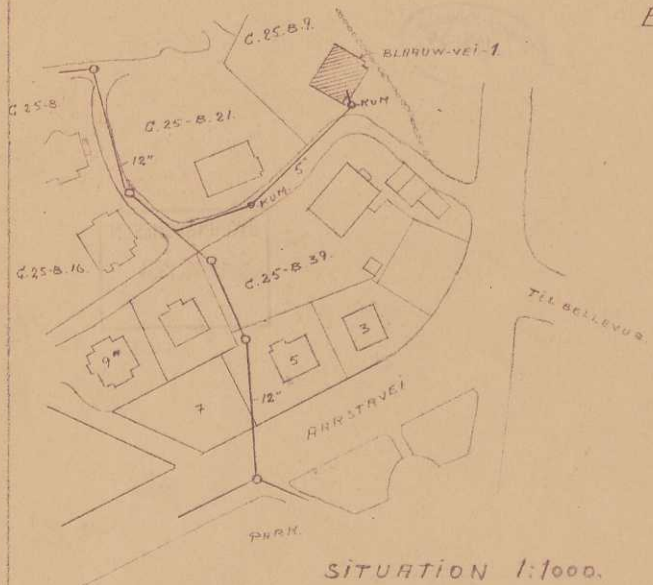 G. 25-B.9.
BLAAUW-VEI-1.
KUM
G 25-B.
G. 25-B.21.
12"
5"
KUM.
G.25-B.16.
G.25-B.39.
TIL BELLEVUE.
9"
3
5
7
12"
AARSTAVEI
PARK.
SITUATION 1:1000.